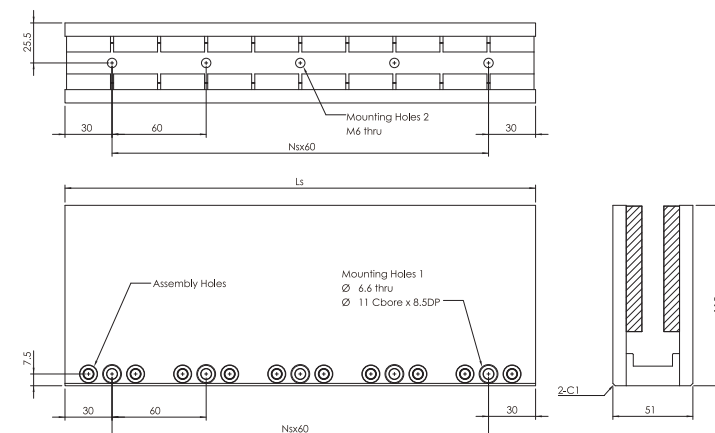 25.5
Mounting Holes 2
M6 thru
30
60
30
Nsx60
Ls
Assembly Holes
Mounting Holes 1
Ø 6.6 thru
Ø 11 Cbore x 8.5DP
7.5
2-C1
30
60
30
51
Nsx60